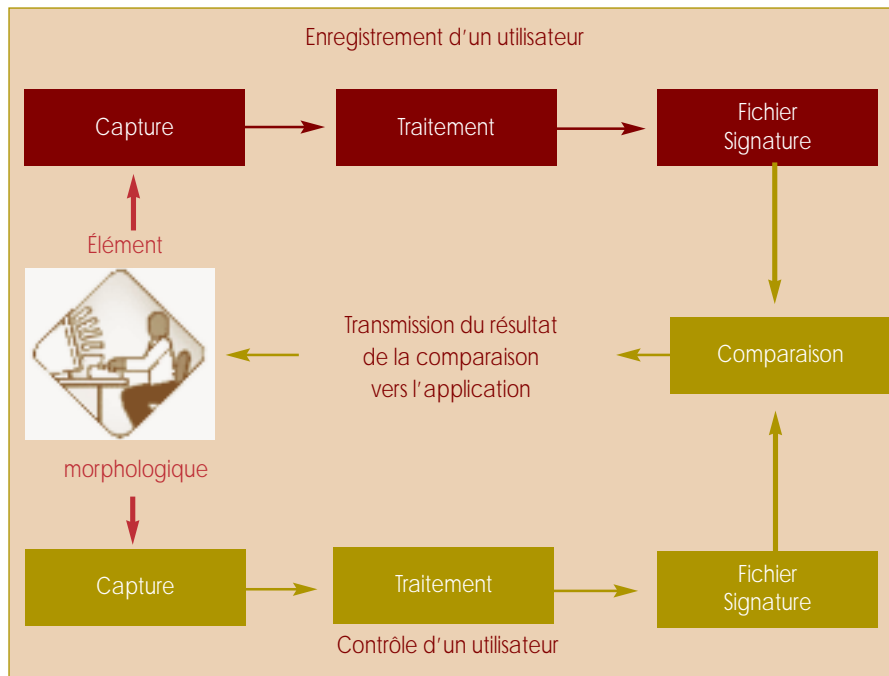 Enregistrement d'un utilisateur
Capture
Traitement
Fichier
Signature
Élément
Transmission du résultat
de la comparaison
vers l'application
Comparaison
morphologique
Capture
Traitement
Fichier
Signature
Contrôle d'un utilisateur